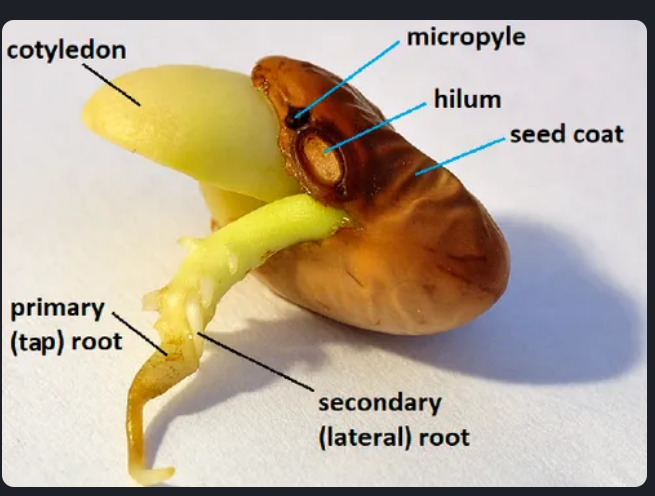 cotyledon
micropyle
hilum
seed coat
primary
(tap) root
secondary
(lateral) root